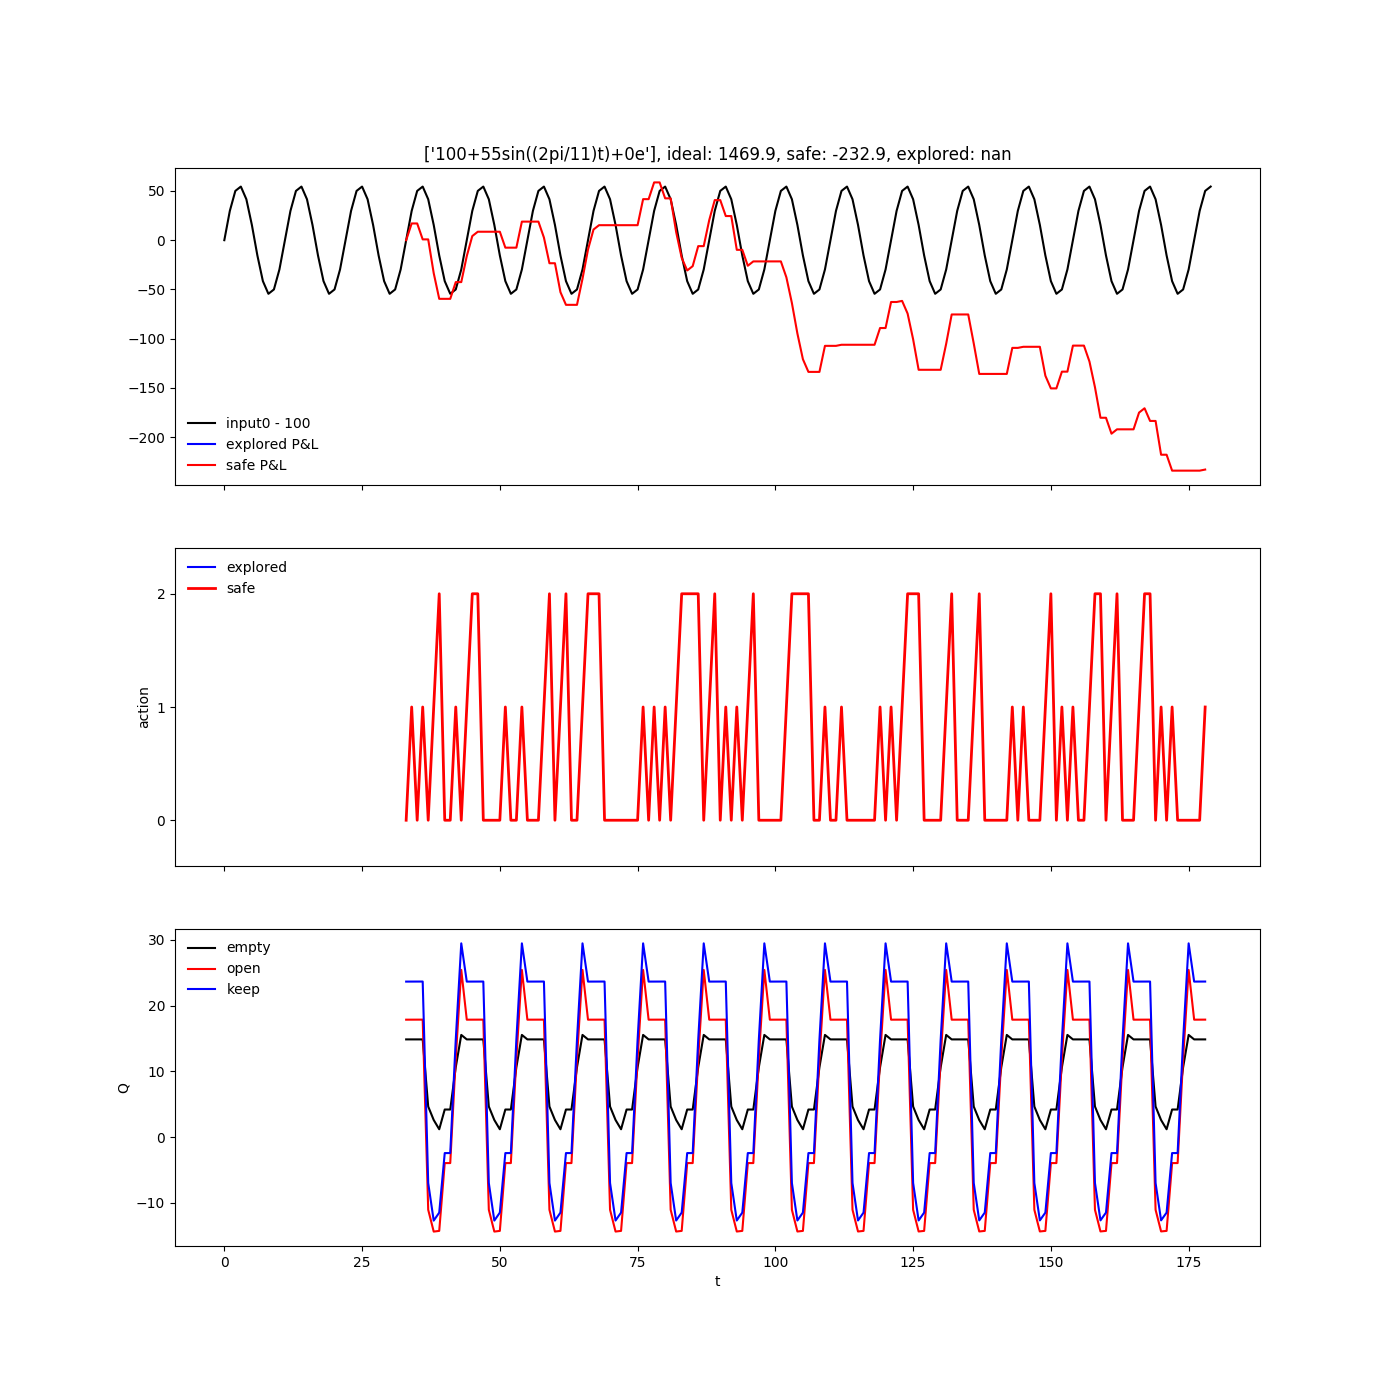 ['100+55sin((2pi/11)t)+0e'], ideal: 1469.9, safe: -232.9, explored: nan
50
0
−50
−100
−150
−200
input0 - 100
explored P&L
safe P&L
2
1
0
action
explored
safe
30
20
10
0
−10
Q
empty
open
keep
0
25
50
75
100
125
150
175
t